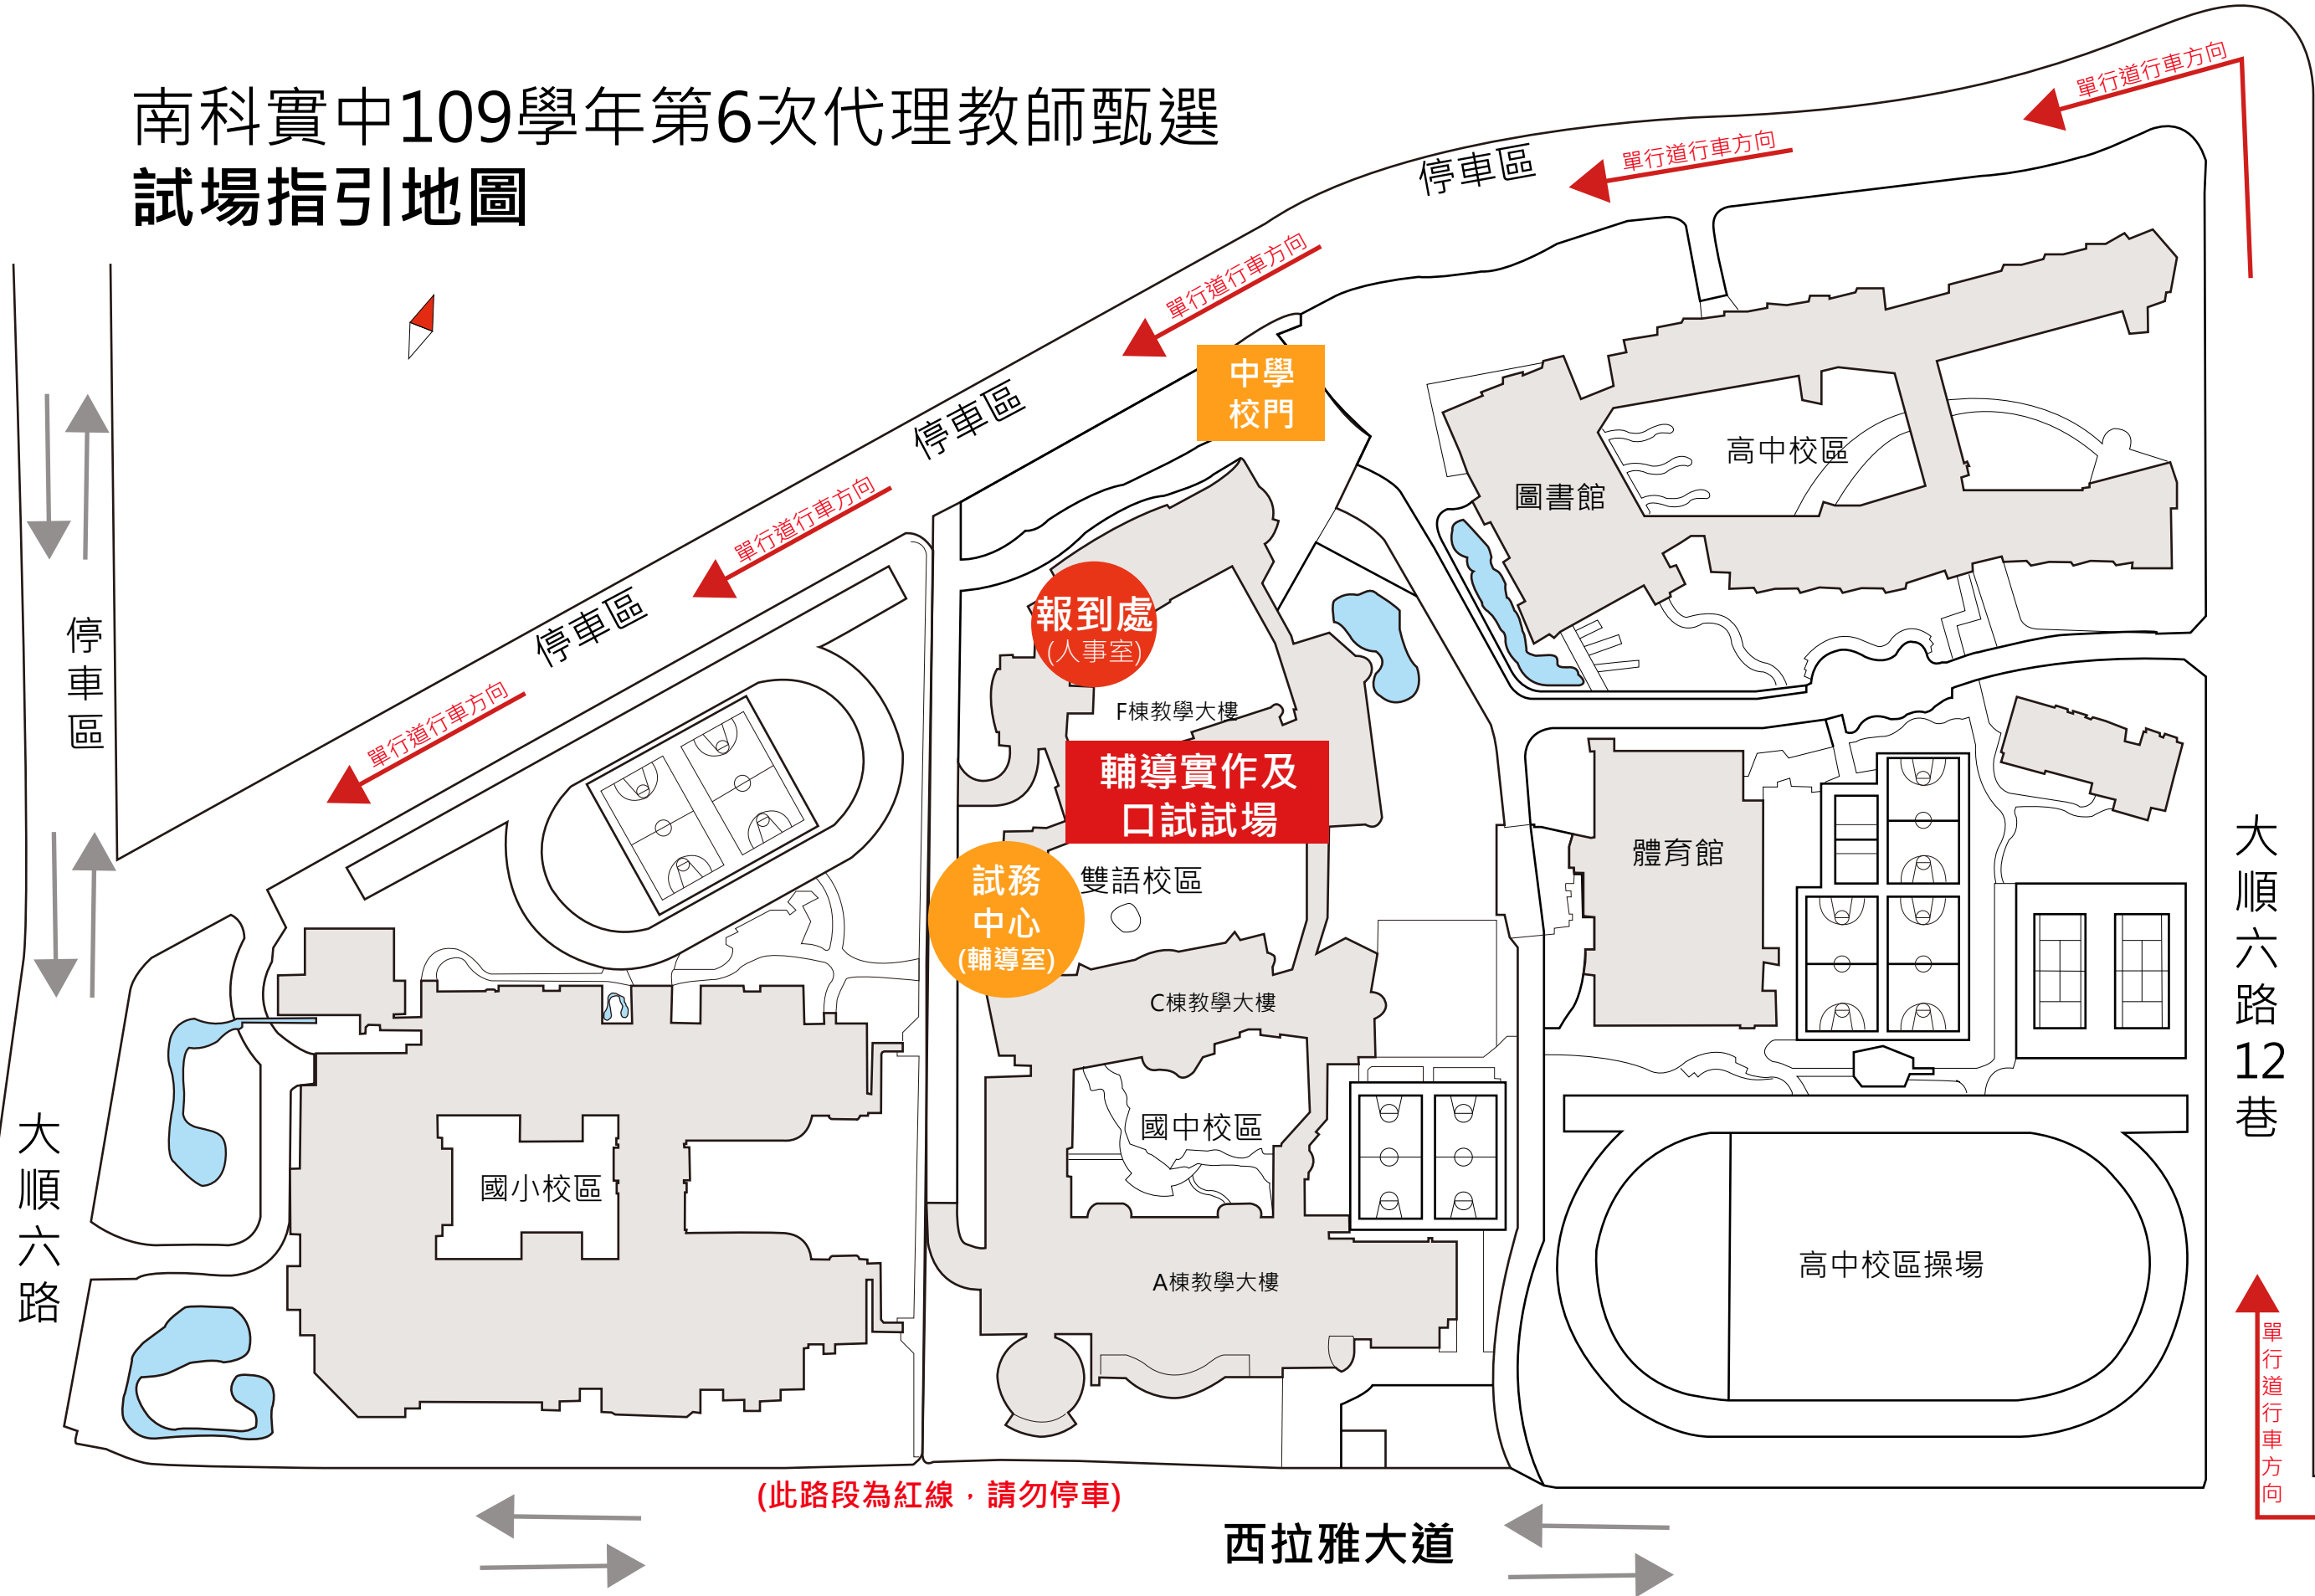 南科實中109學年第6次代理教師甄選
試場指引地圖
單行道行車方向
單行道行車方向
停車區
單行道行車方向
中學
校門
停車區
高中校區
圖書館
單行道行車方向
停車區
報到處
(人事室)
停車區
單行道行車方向
F棟教學大樓
輔導實作及
口試試場
體育館
大順六路12巷
試務
中心
(輔導室)
雙語校區
C棟教學大樓
國中校區
大順六路
國小校區
高中校區操場
A棟教學大樓
單行道行車方向
(此路段為紅線，請勿停車)
西拉雅大道